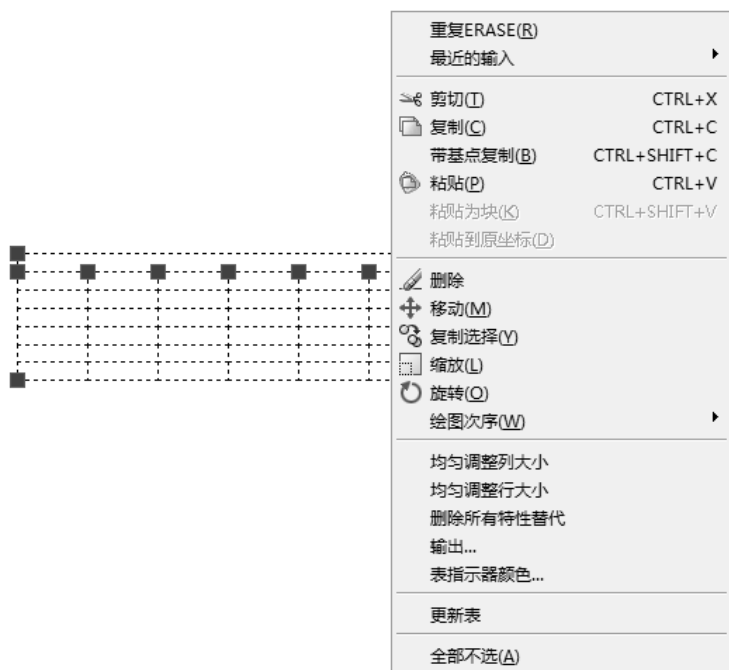 重复ERASE(R)
最近的输入
剪切(T) CTRL+X
复制(C) CTRL+C
带基点复制(B) CTRL+SHIFT+C
粘贴(P) CTRL+V
粘贴为块(K) CTRL+SHIFT+V
粘贴到原坐标(D)
删除
移动(M)
复制选择(Y)
缩放(L)
旋转(O)
绘图次序(W)
均匀调整列大小
均匀调整行大小
删除所有特性替代
输出...
表指示器颜色...
更新表
全部不选(A)